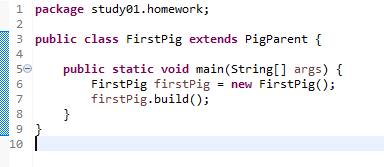 1 package study01.homework;
2
3 public class FirstPig extends PigParent {
4
5 public static void main(String[] args) {
6 FirstPig firstPig = new FirstPig();
7 firstPig.build();
8 }
9 }
10